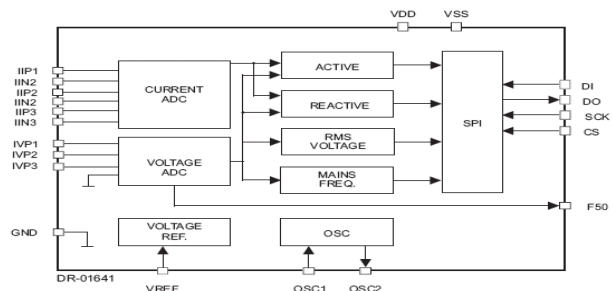 VDD VSS
IIP1
IIN2
IIP2
IIN2
IIP3
IIN3
CURRENT
ADC
IVP1
IVP2
IVP3
VOLTAGE
ADC
GND
VOLTAGE
REF.
ACTIVE
REACTIVE
RMS
VOLTAGE
MAINS
FREQ.
OSC
SPI
DI
DO
SCK
CS
F50
DR-01641
VREF
OSC1
OSC2